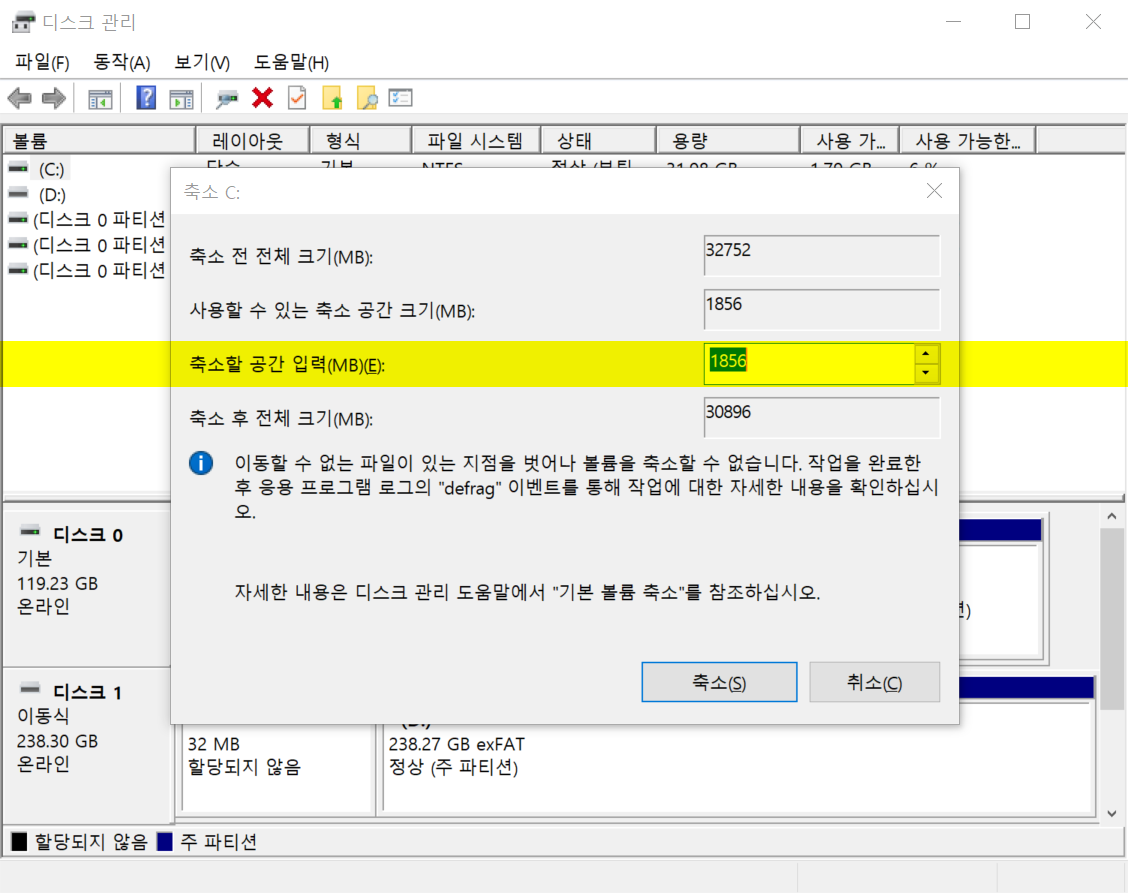 디스크 관리
파일(F) 동작(A) 보기(V) 도움말(H)
볼륨 레이아웃 형식 파일 시스템 상태 용량 사용 가... 사용 가능한...
(C:) 단순 기본 NTFS 정상 (부팅 31.98 GB 1.79 GB 6 %
(D:)
(디스크 0 파티션
(디스크 0 파티션
(디스크 0 파티션
축소 C:
축소 전 전체 크기(MB): 32752
사용할 수 있는 축소 공간 크기(MB): 1856
축소할 공간 입력(MB)(E): 1856
축소 후 전체 크기(MB): 30896
이동할 수 없는 파일이 있는 지점을 벗어나 볼륨을 축소할 수 없습니다. 작업을 완료한
후 응용 프로그램 로그의 "defrag" 이벤트를 통해 작업에 대한 자세한 내용을 확인하십시
오.
자세한 내용은 디스크 관리 도움말에서 "기본 볼륨 축소"를 참조하십시오.
축소(S) 취소(C)
디스크 0
기본
119.23 GB
온라인
디스크 1
이동식
238.30 GB
온라인
32 MB
할당되지 않음
(D:)
238.27 GB exFAT
정상 (주 파티션)
할당되지 않음 주 파티션